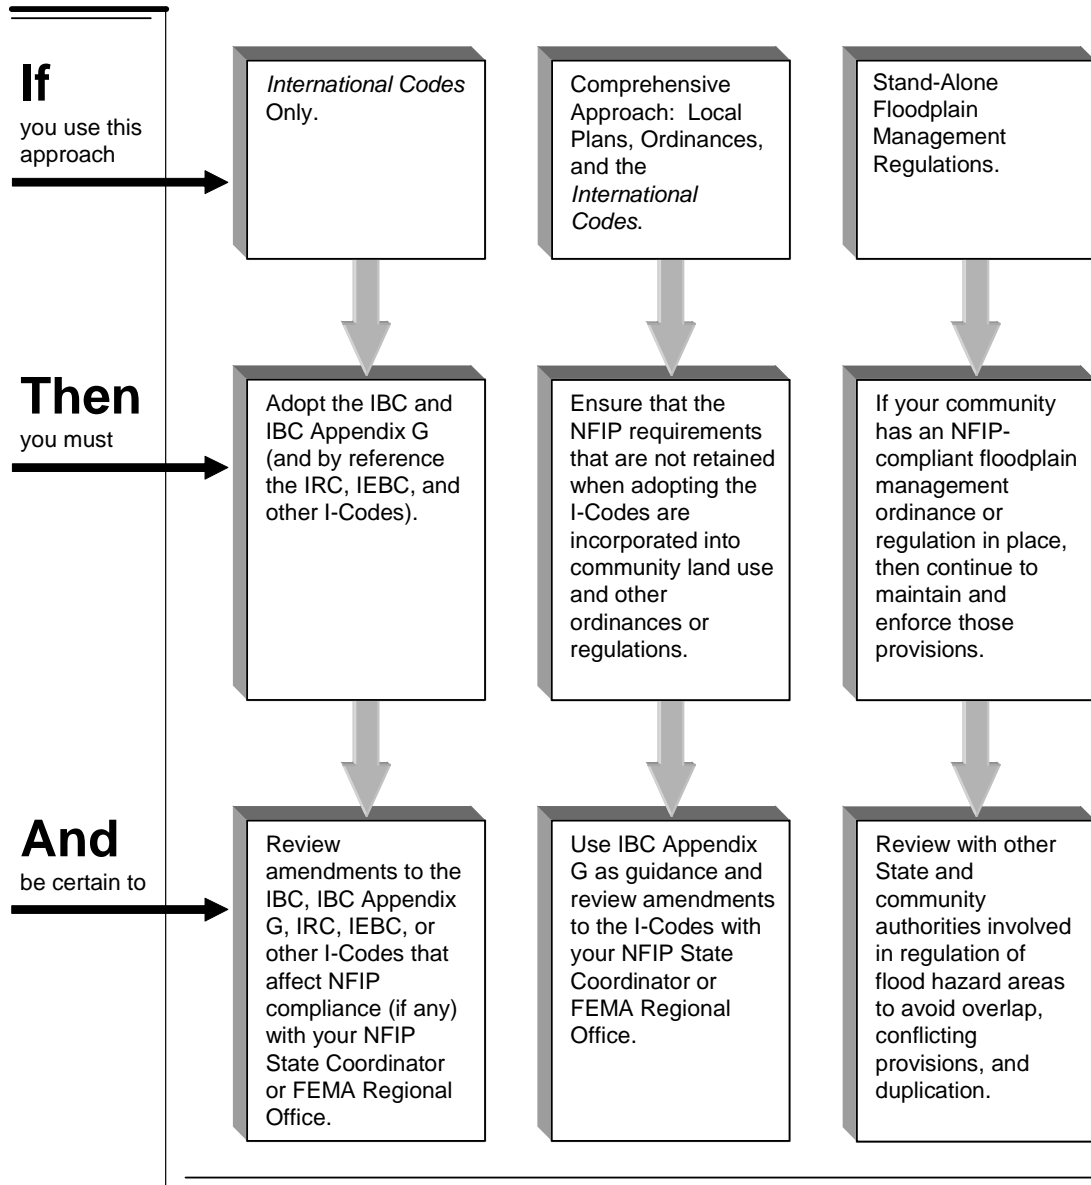 If
you use this
approach
International Codes
Only.
Comprehensive
Approach: Local
Plans, Ordinances,
and the
International
Codes.
Stand-Alone
Floodplain
Management
Regulations.
Then
you must
Adopt the IBC and
IBC Appendix G
(and by reference
the IRC, IEBC, and
other I-Codes).
Ensure that the
NFIP requirements
that are not retained
when adopting the
I-Codes are
incorporated into
community land use
and other
ordinances or
regulations.
If your community
has an NFIP-
compliant floodplain
management
ordinance or
regulation in place,
then continue to
maintain and
enforce those
provisions.
And
be certain to
Review
amendments to the
IBC, IBC Appendix
G, IRC, IEBC, or
other I-Codes that
affect NFIP
compliance (if any)
with your NFIP
State Coordinator
or FEMA Regional
Office.
Use IBC Appendix
G as guidance and
review amendments
to the I-Codes with
your NFIP State
Coordinator or
FEMA Regional
Office.
Review with other
State and
community
authorities involved
in regulation of
flood hazard areas
to avoid overlap,
conflicting
provisions, and
duplication.